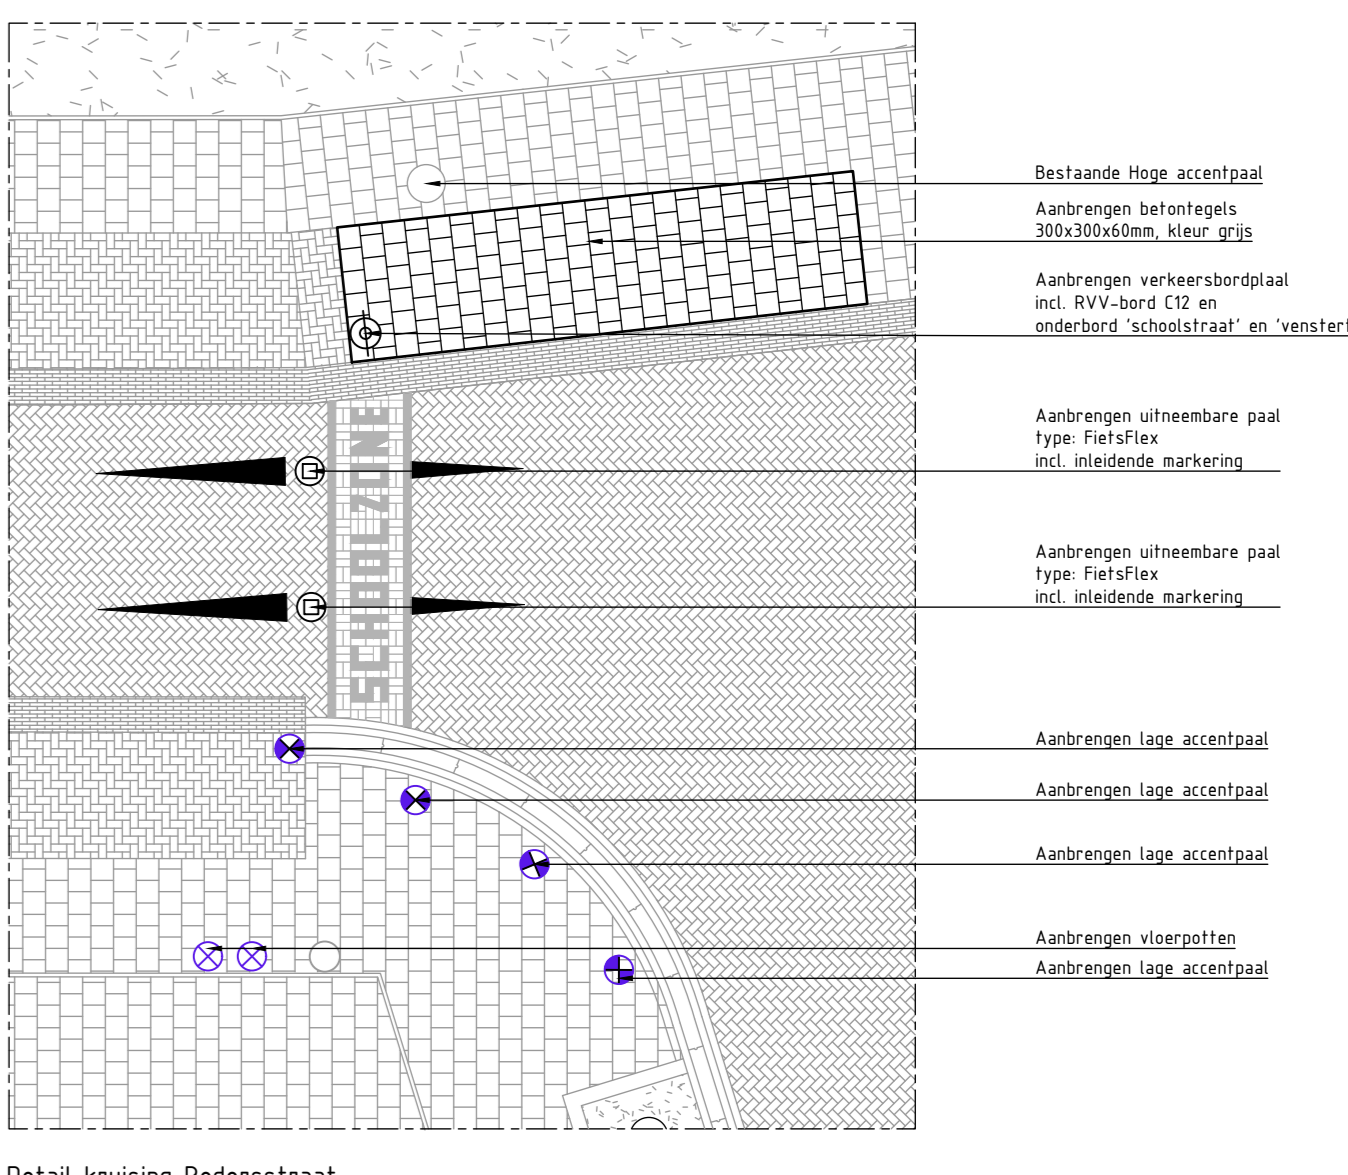 Bestaande Hoge accentpaal
Aanbrengen betontegels
300x300x60mm, kleur grijs
Aanbrengen verkeersbordplaal
incl. RVV-bord C12 en
onderbord 'schoolstraat' en
Aanbrengen uitneembare paal
type: FietsFlex
incl. inleidende markering
SCHOOLZONE
Aanbrengen uitneembare paal
type: FietsFlex
incl. inleidende markering
Aanbrengen lage accentpaal
Aanbrengen lage accentpaal
Aanbrengen lage accentpaal
Aanbrengen vloerpotten
Aanbrengen lage accentpaal
Detail kruising